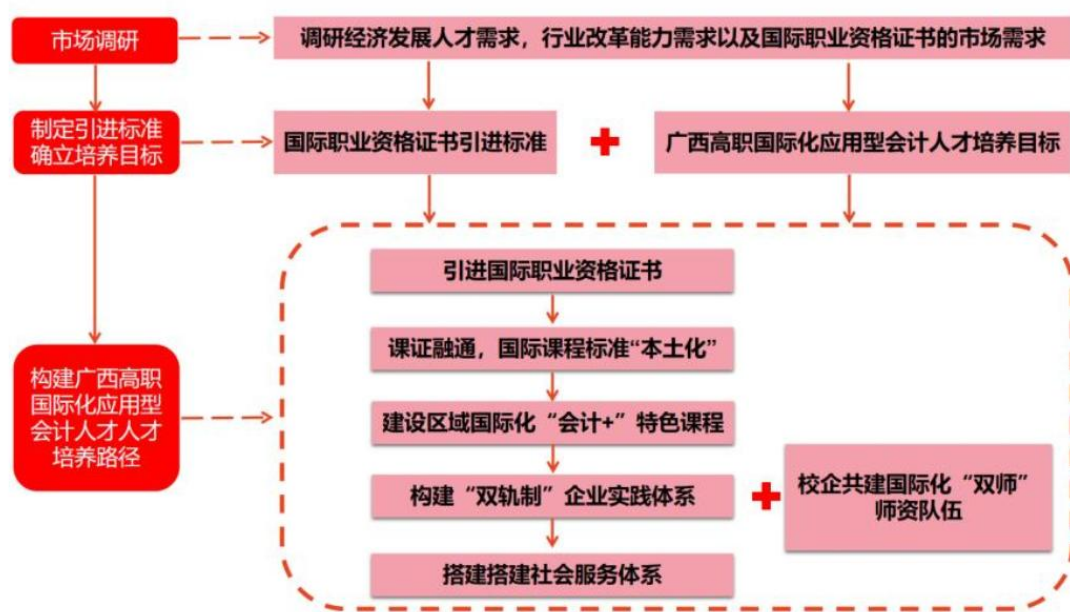 市场调研
调研经济发展人才需求，行业改革能力需求以及国际职业资格证书的市场需求
制定引进标准
确立培养目标
国际职业资格证书引进标准
广西高职国际化应用型会计人才培养目标
引进国际职业资格证书
课证融通，国际课程标准“本土化”
构建广西高职
国际化应用型
会计人才人才
培养路径
建设区域国际化“会计+”特色课程
构建“双轨制”企业实践体系
校企共建国际化“双师”
师资队伍
搭建搭建社会服务体系